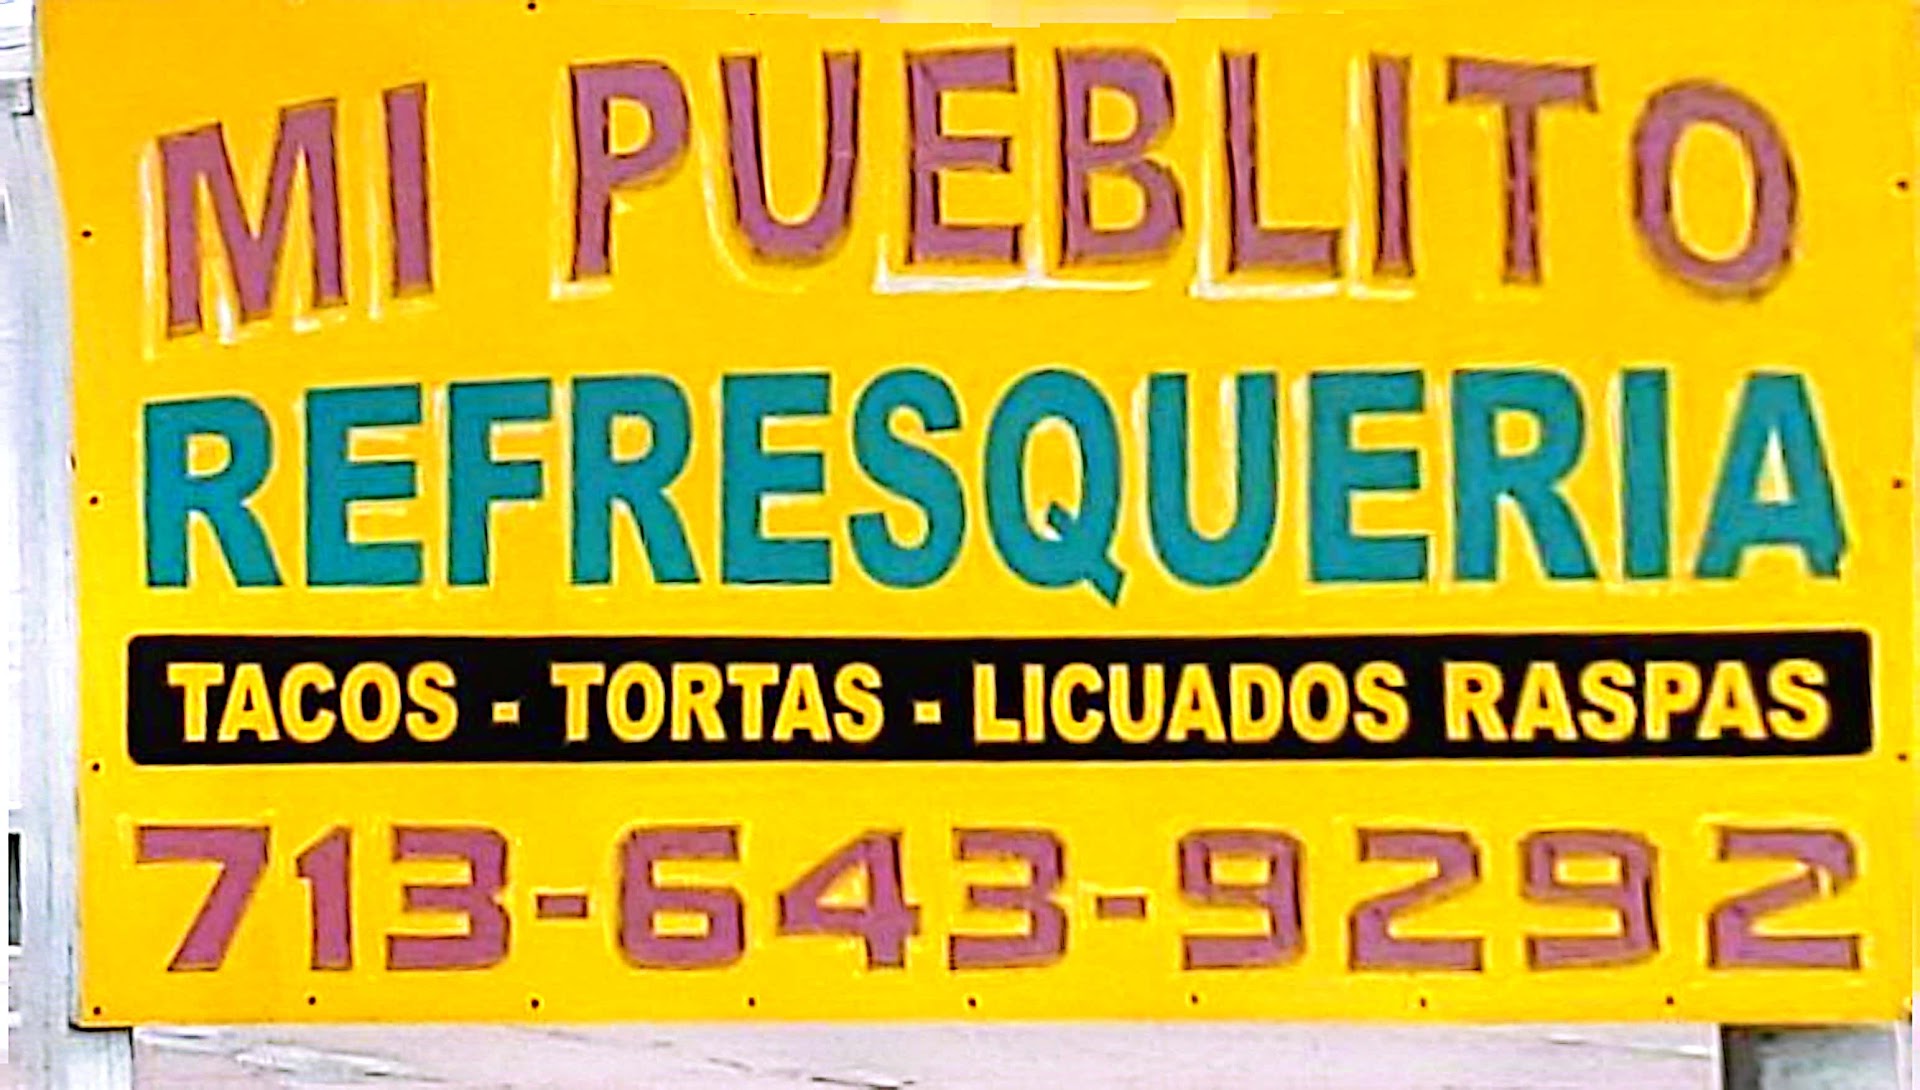 MI PUEBLITO
REFRESQUERIA
TACOS - TORTAS - LICUADOS RASPAS
713-643-9292